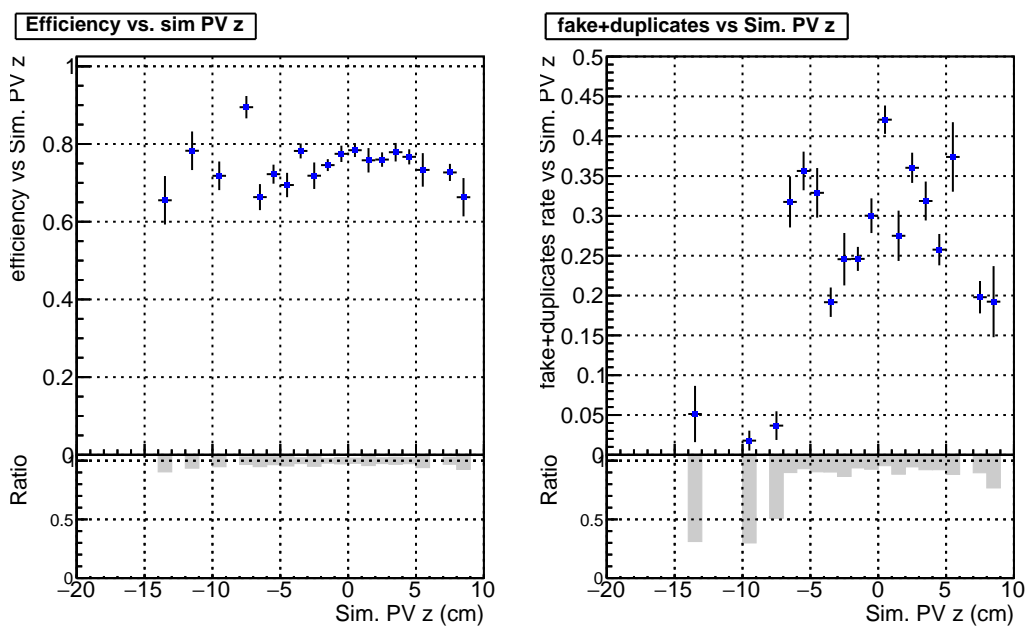 Efficiency vs. sim PV z
efficiency vs Sim. PV z
1
0.8
0.6
0.4
0.2
0
Ratio
1
0.5
0
−20 −15 −10 −5 0 5 10
Sim. PV z (cm)
fake+duplicates vs Sim. PV z
fake+duplicates rate vs Sim. PV z
0.5
0.45
0.4
0.35
0.3
0.25
0.2
0.15
0.1
0.05
0
Ratio
1
0.5
0
−20 −15 −10 −5 0 5 10
Sim. PV z (cm)